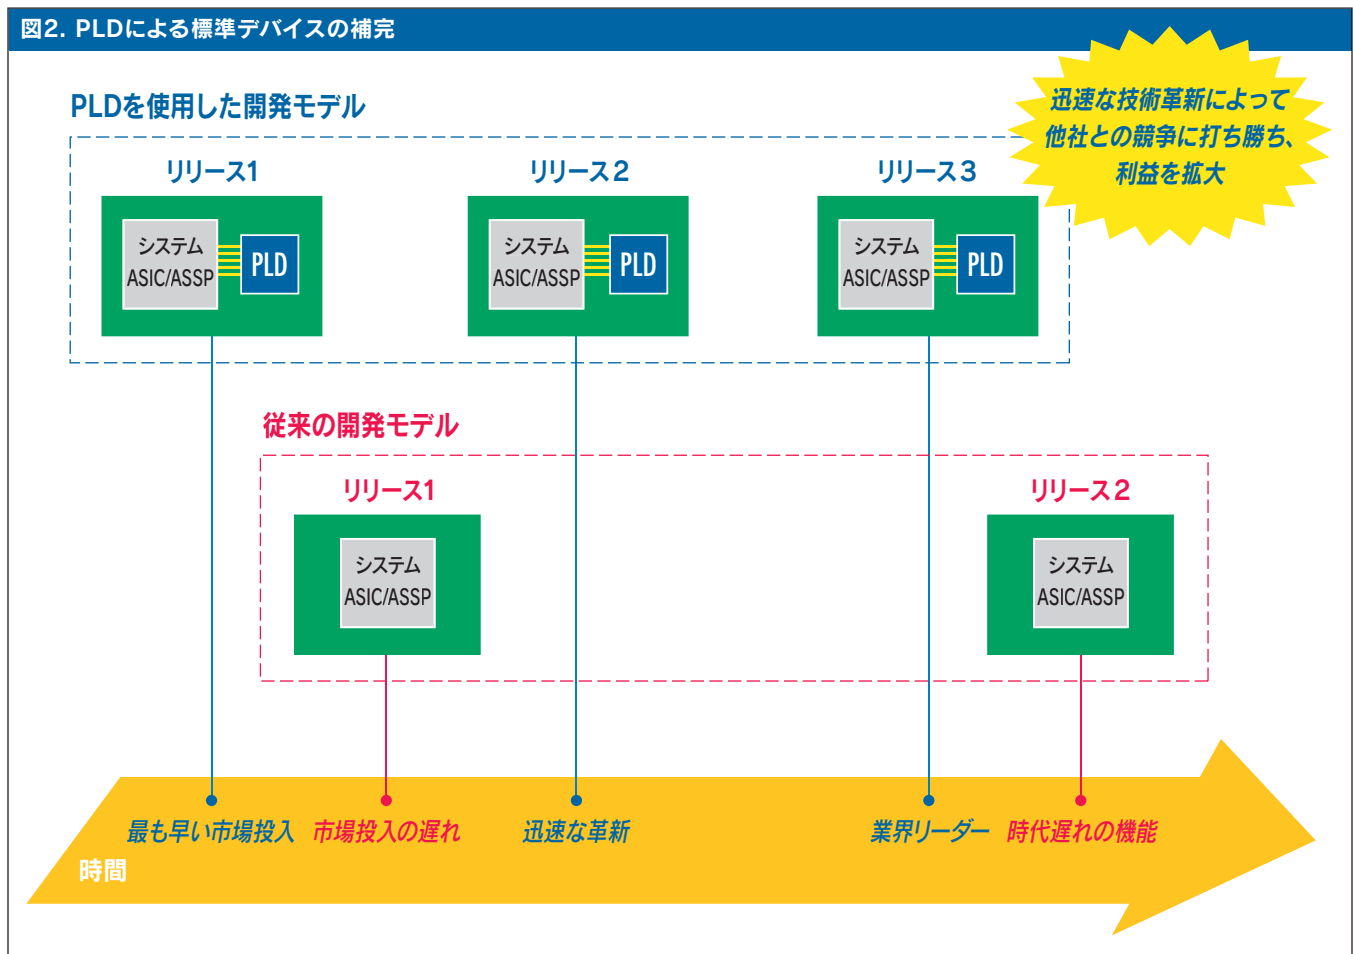 図2. PLDによる標準デバイスの補完
迅速な技術革新によって
他社との競争に打ち勝ち、
利益を拡大
PLDを使用した開発モデル
リリース1
リリース2
リリース3
システム
ASIC/ASSP
PLD
システム
ASIC/ASSP
PLD
システム
ASIC/ASSP
PLD
従来の開発モデル
リリース1
リリース2
システム
ASIC/ASSP
システム
ASIC/ASSP
最も早い市場投入
市場投入の遅れ
迅速な革新
業界リーダー
時代遅れの機能
時間